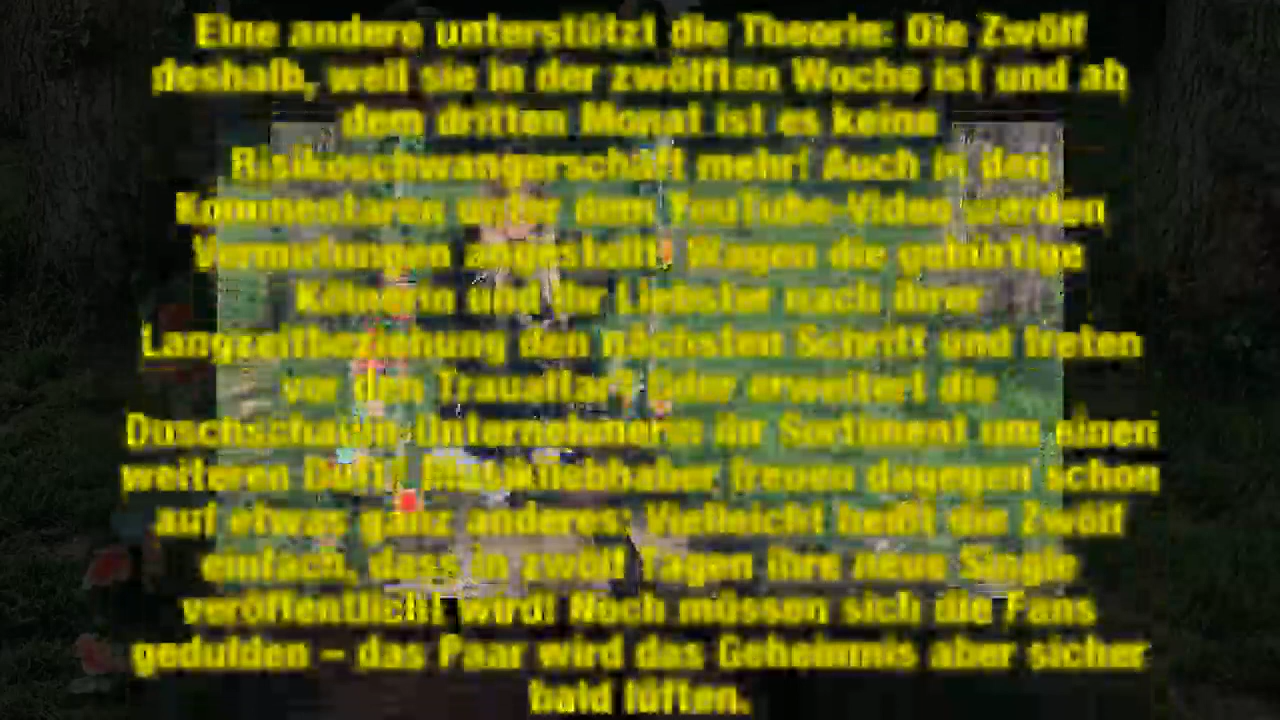 Eine andere unterstützt die Theorie: Die Zwölf
deshalb, weil sie in der zwölften Woche ist und ab
dem dritten Monat ist es keine
Risikoschwangerschaft mehr! Auch in den
Kommentaren unter dem YouTube-Video werden
Vermutungen angestellt: Wagen die gebürtige
Kölnerin und ihr Liebster nach ihrer
Langzeitbeziehung den nächsten Schritt und treten
vor den Traualtar? Oder erweitert die
Duschschaum-Unternehmerin ihr Sortiment um einen
weiteren Duft? Musikliebhaber freuen dagegen schon
auf etwas ganz anderes: Vielleicht heißt die Zwölf
einfach, dass in zwölf Tagen ihre neue Single
veröffentlicht wird! Noch müssen sich die Fans
gedulden – das Paar wird das Geheimnis aber sicher
bald lüften.